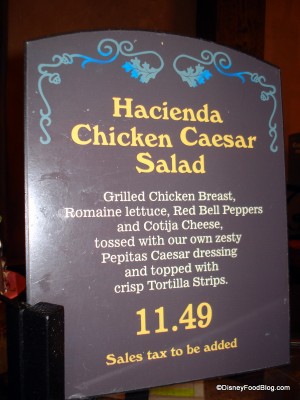 Hacienda
Chicken Caesar
Salad
Grilled Chicken Breast,
Romaine lettuce, Red Bell Peppers
and Cotija Cheese,
tossed with our own zesty
Pepitas Caesar dressing
and topped with
crisp Tortilla Strips.
11.49
Sales tax to be added
©DisneyFoodBlog.com